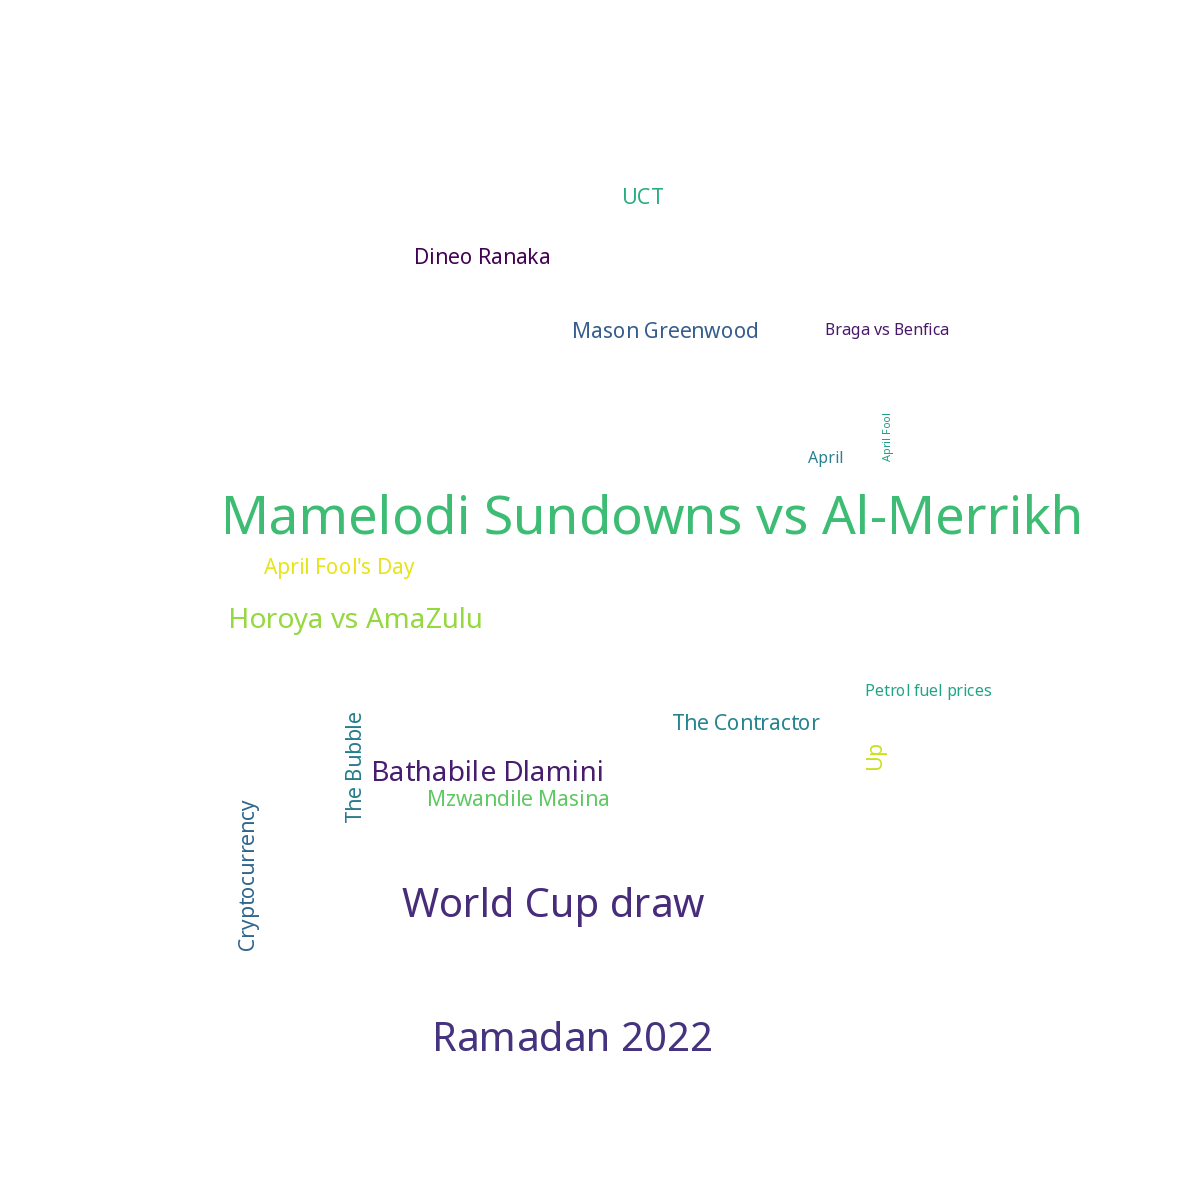 UCT
Dineo Ranaka
Mason Greenwood
Braga vs Benfica
April Fool
April
Mamelodi Sundowns vs Al-Merrikh
April Fool's Day
Horoya vs AmaZulu
Petrol fuel prices
The Contractor
Up
The Bubble
Bathabile Dlamini
Mzwandile Masina
Cryptocurrency
World Cup draw
Ramadan 2022